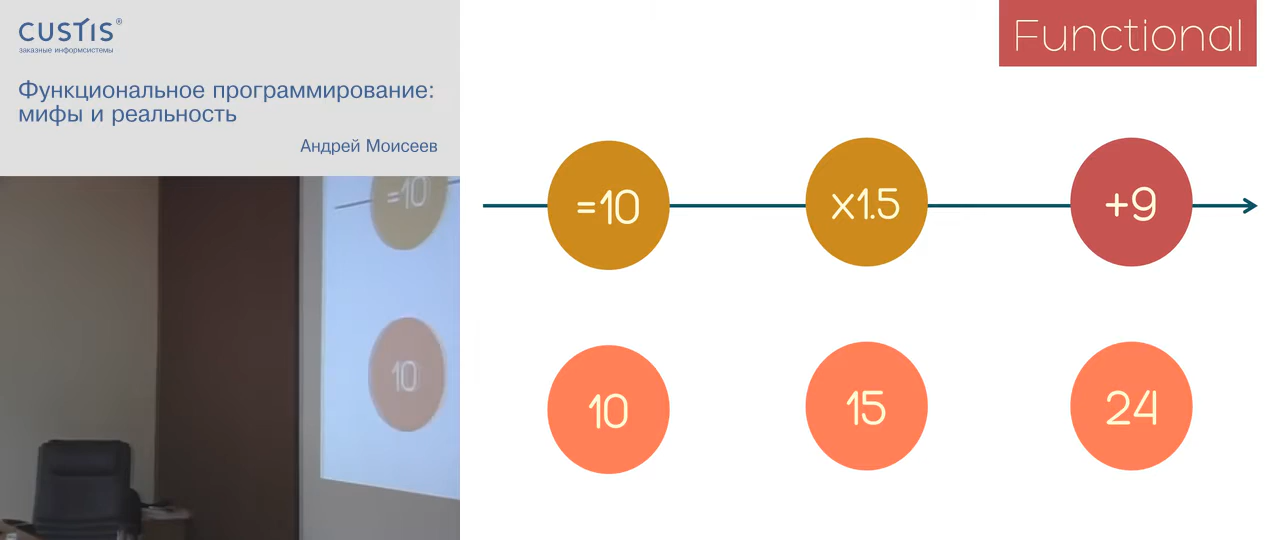 CUSTIS®
заказные информсистемы
Функциональное программирование:
мифы и реальность
Андрей Моисеев
=10
10
Functional
=10
x1.5
+9
10
15
24